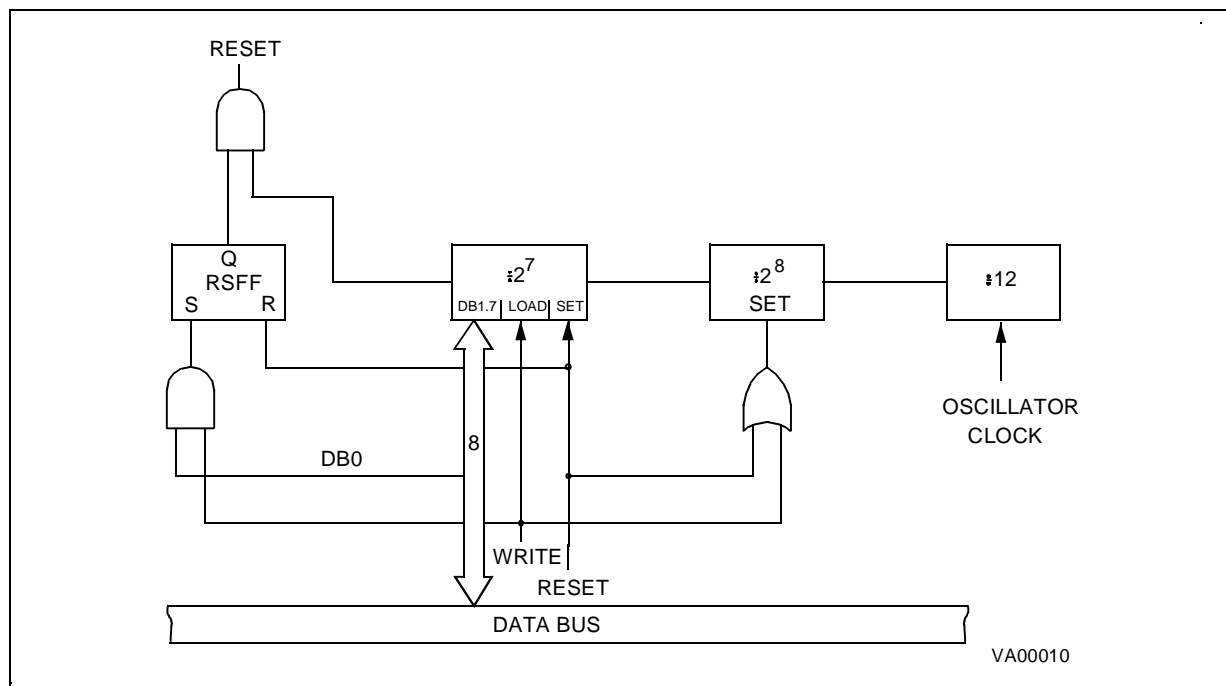 RESET
Q
RSFF
S R
÷2⁷
DB1.7 LOAD SET
÷2⁸
SET
÷12
OSCILLATOR
CLOCK
8
DB0
WRITE
RESET
DATA BUS
VA00010